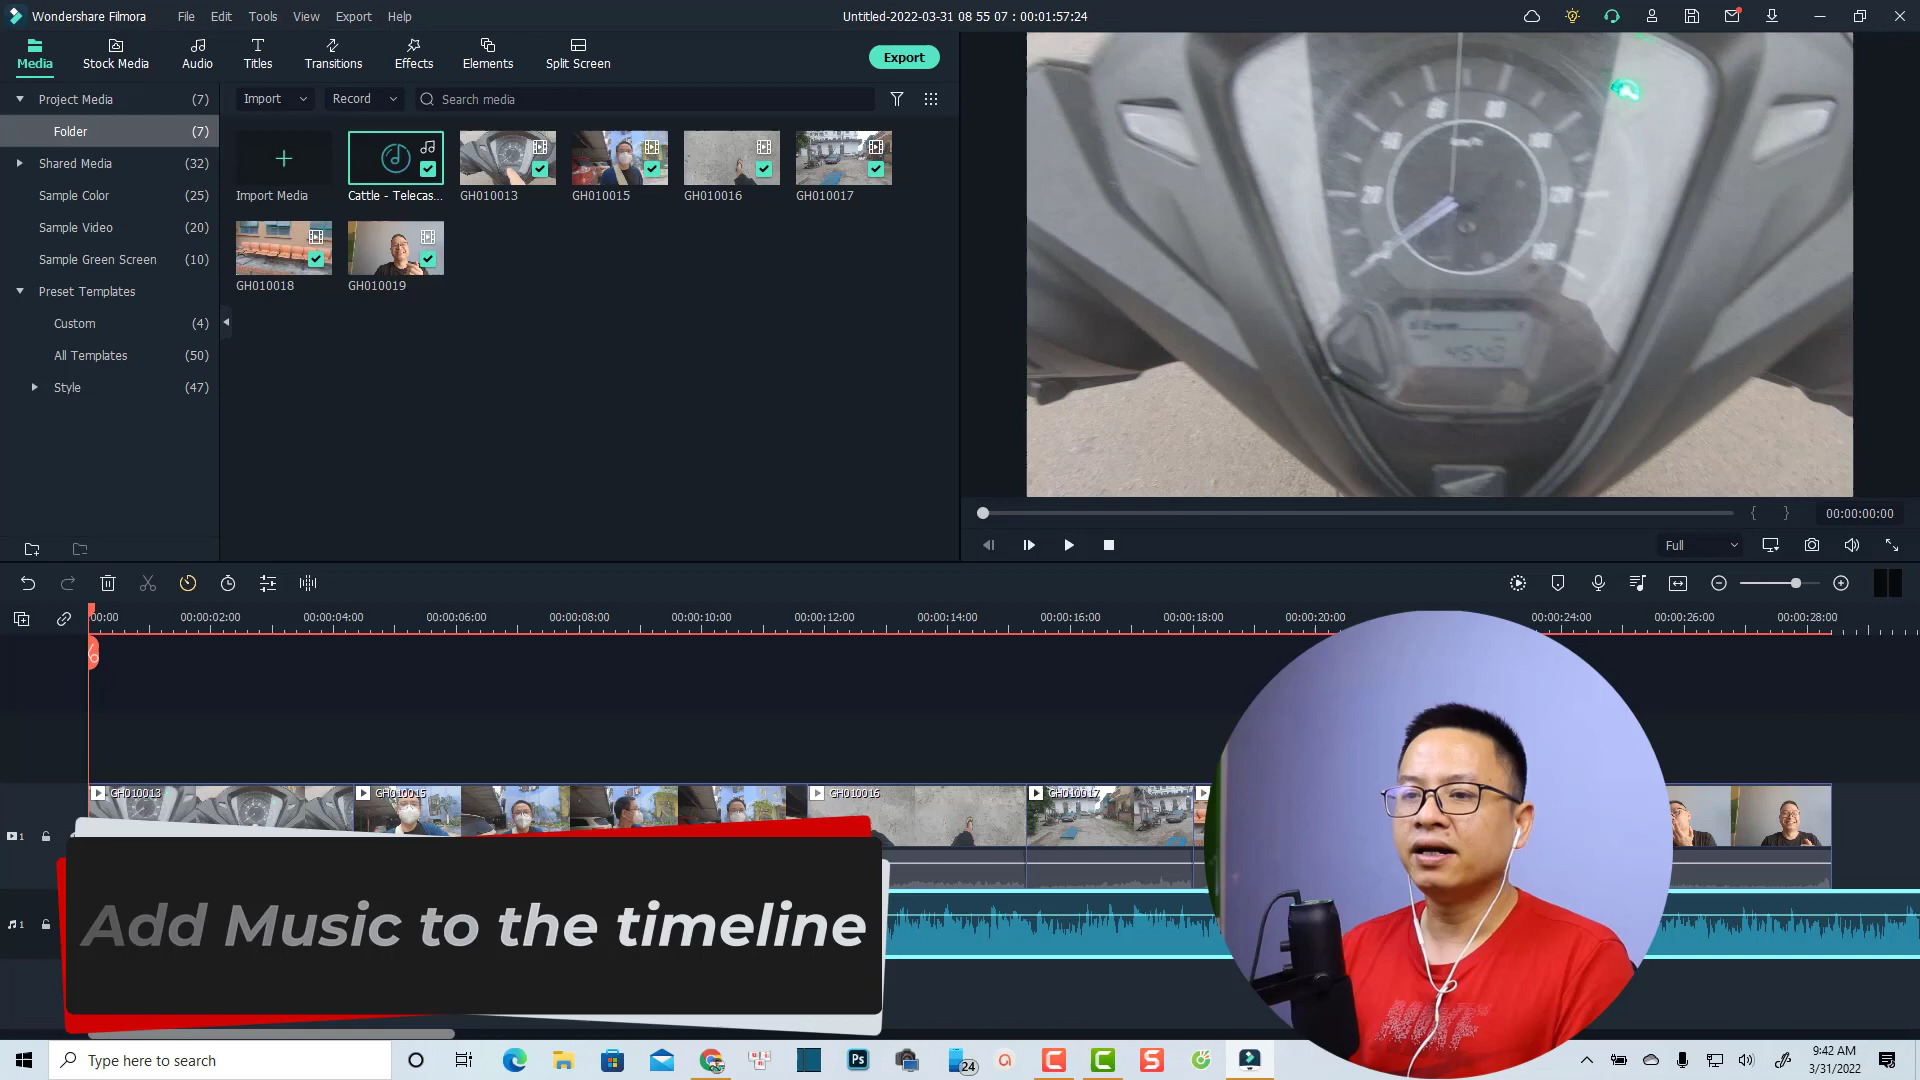 Wondershare Filmora
File Edit Tools View Export Help
Untitled-2022-03-31 08 55 07 : 00:01:57:24
Media
Stock Media
Audio
Titles
Transitions
Effects
Elements
Split Screen
Export
Project Media (7)
Folder (7)
Shared Media (32)
Sample Color (25)
Sample Video (20)
Sample Green Screen (10)
Preset Templates
Custom (4)
All Templates (50)
Style (47)
Import
Record
Search media
Import Media
Cattle - Telecas...
GH010013
GH010015
GH010016
GH010017
GH010018
GH010019
{ }
00:00:00:00
Full
00:00 00:00:02:00 00:00:04:00 00:00:06:00 00:00:08:00 00:00:10:00 00:00:12:00 00:00:14:00 00:00:16:00 00:00:18:00 00:00:20:00 00:00:24:00 00:00:26:00 00:00:28:00
GH010013
GH010015
GH010016
GH010017
1
1
Add Music to the timeline
Type here to search
Ps
24
C
C
S
9:42 AM
3/31/2022